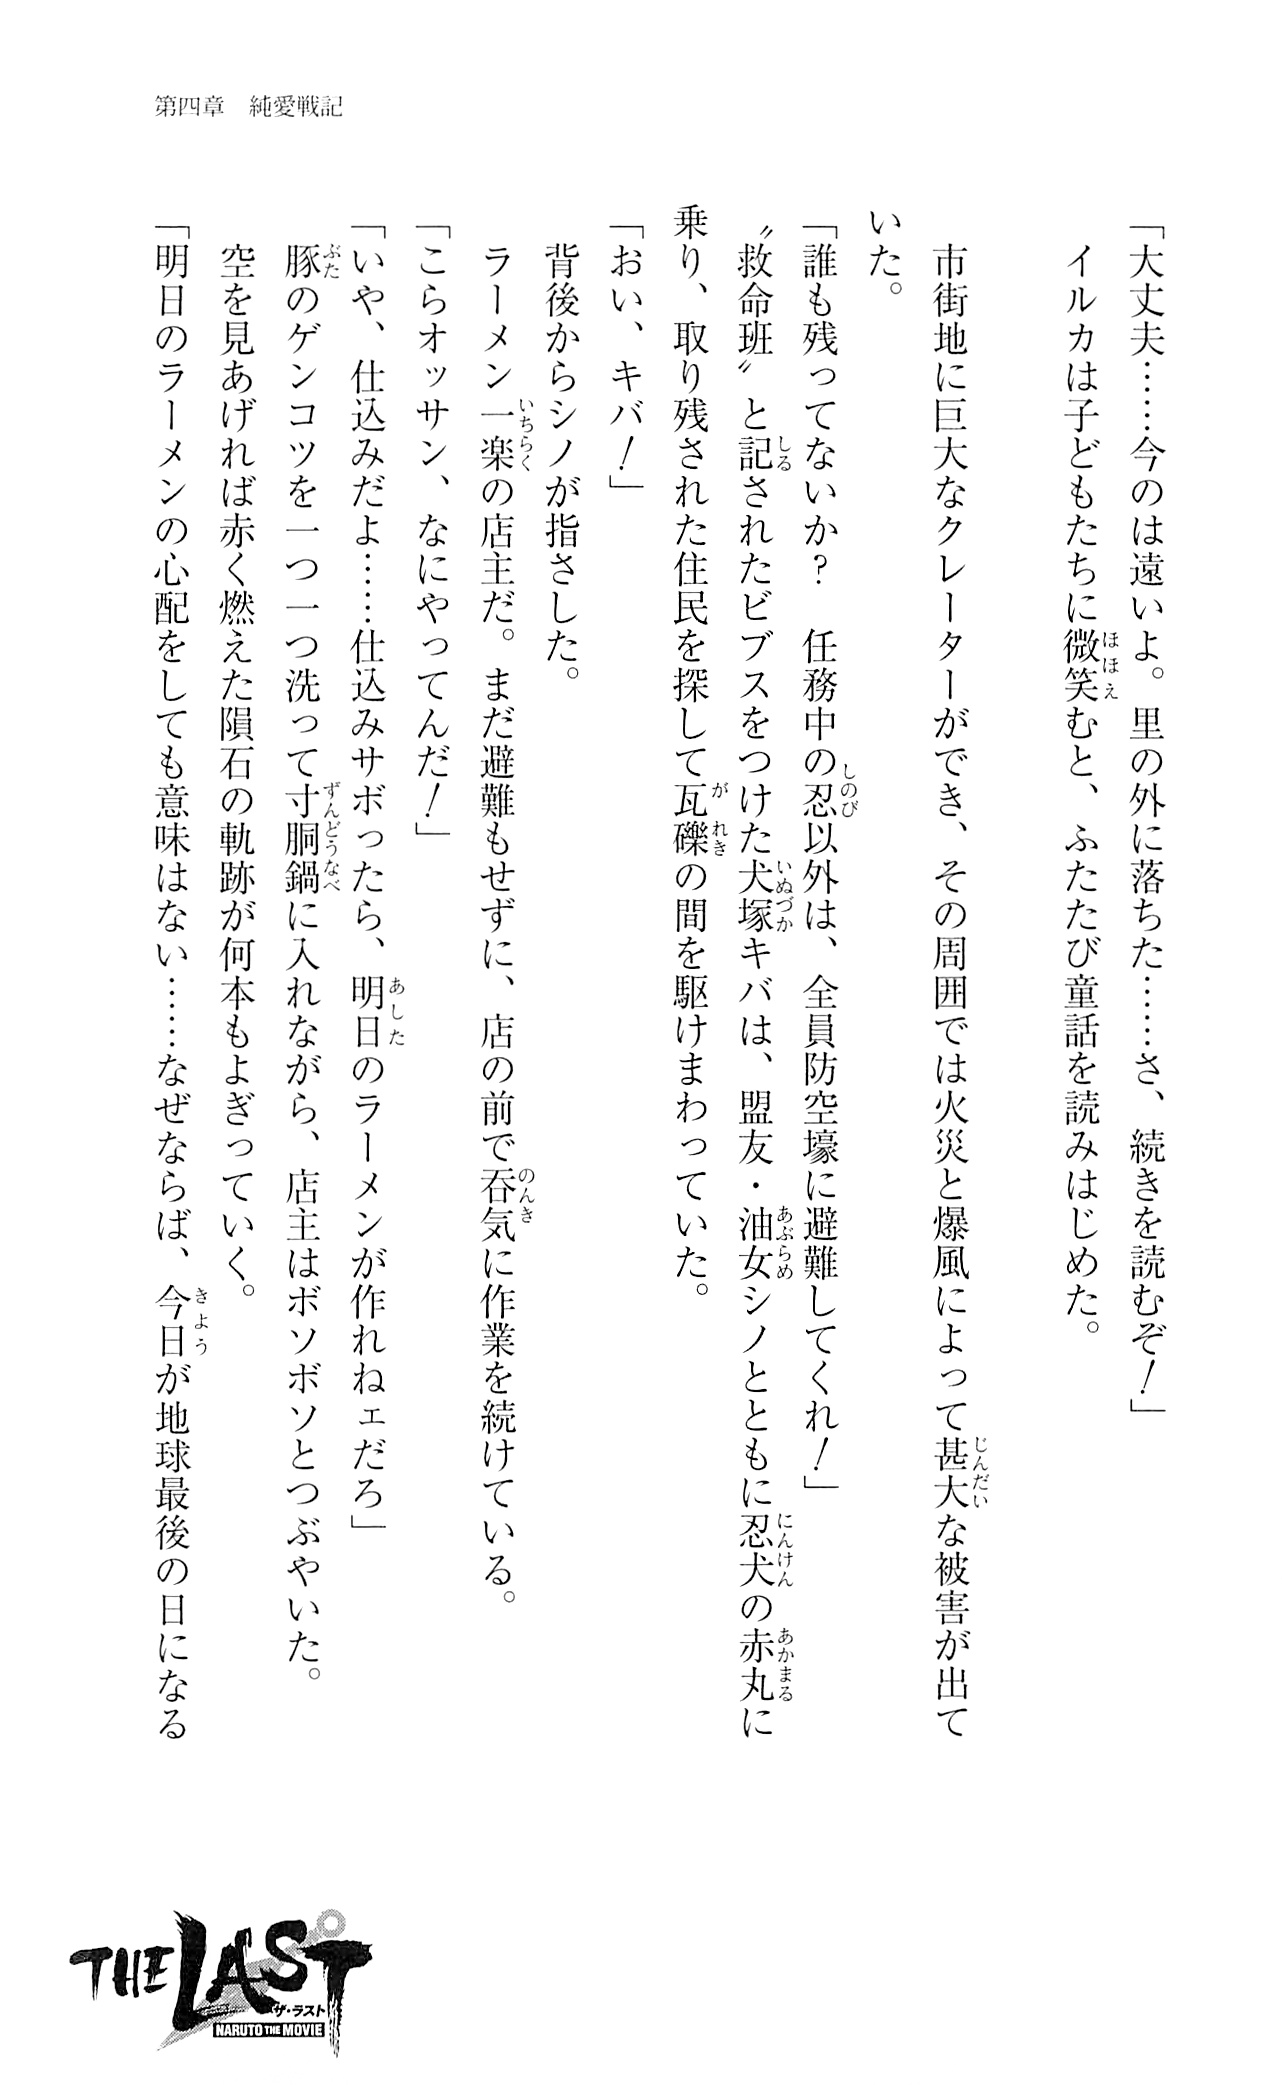 第四章　純愛戦記
「大丈夫……今のは遠いよ。里の外に落ちた……さ、続きを読むぞ！」
イルカは子どもたちに微笑むと、ふたたび童話を読みはじめた。
市街地に巨大なクレーターができ、その周囲では火災と爆風によって甚大な被害が出て
いた。
「誰も残ってないか？　任務中の忍以外は、全員防空壕に避難してくれ！」
〝救命班〟と記されたビブスをつけた犬塚キバは、盟友・油女シノとともに忍犬の赤丸に
乗り、取り残された住民を探して瓦礫の間を駆けまわっていた。
「おい、キバ！」
背後からシノが指さした。
ラーメン一楽の店主だ。まだ避難もせずに、店の前で呑気に作業を続けている。
「こらオッサン、なにやってんだ！」
「いや、仕込みだよ……仕込みサボったら、明日のラーメンが作れねェだろ」
豚のゲンコツを一つ一つ洗って寸胴鍋に入れながら、店主はボソボソとつぶやいた。
空を見あげれば赤く燃えた隕石の軌跡が何本もよぎっていく。
「明日のラーメンの心配をしても意味はない……なぜならば、今日が地球最後の日になる
THE LAST
ザ・ラスト
NARUTO THE MOVIE